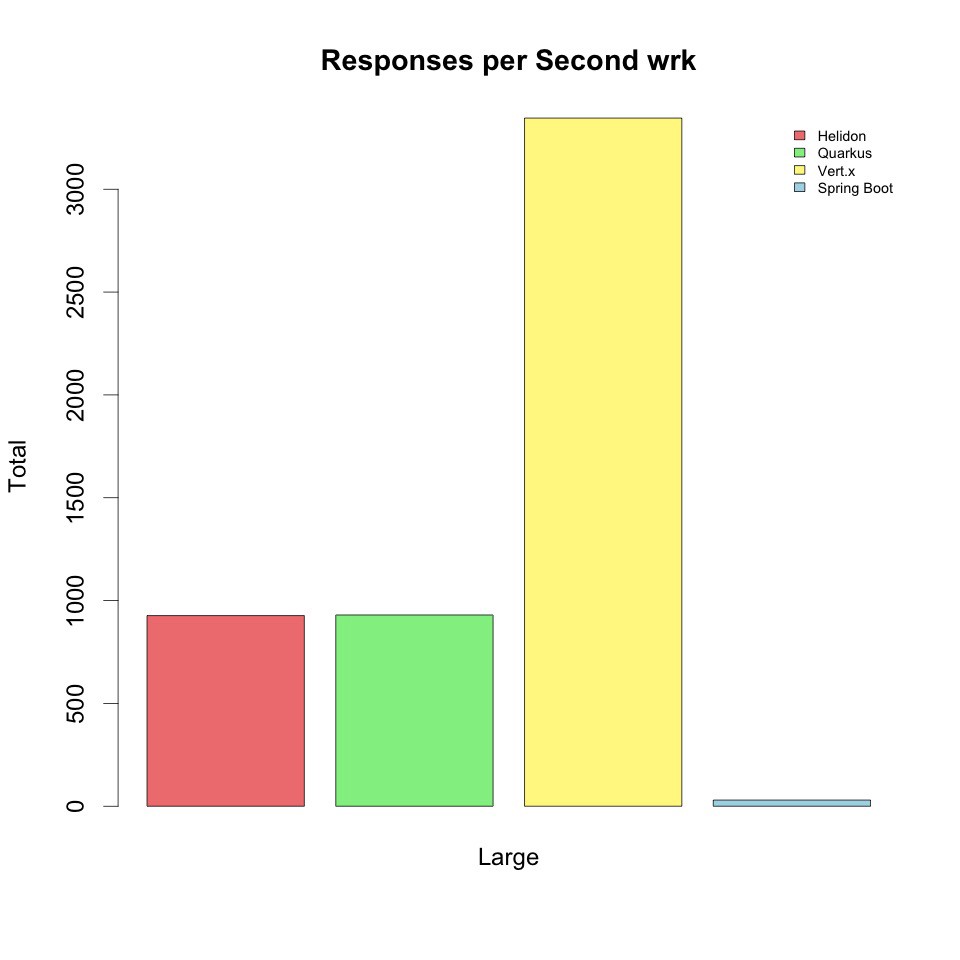 Responses per Second wrk
Helidon
Quarkus
Vert.x
Spring Boot
3000
2500
2000
1500
1000
500
0
Total
Large